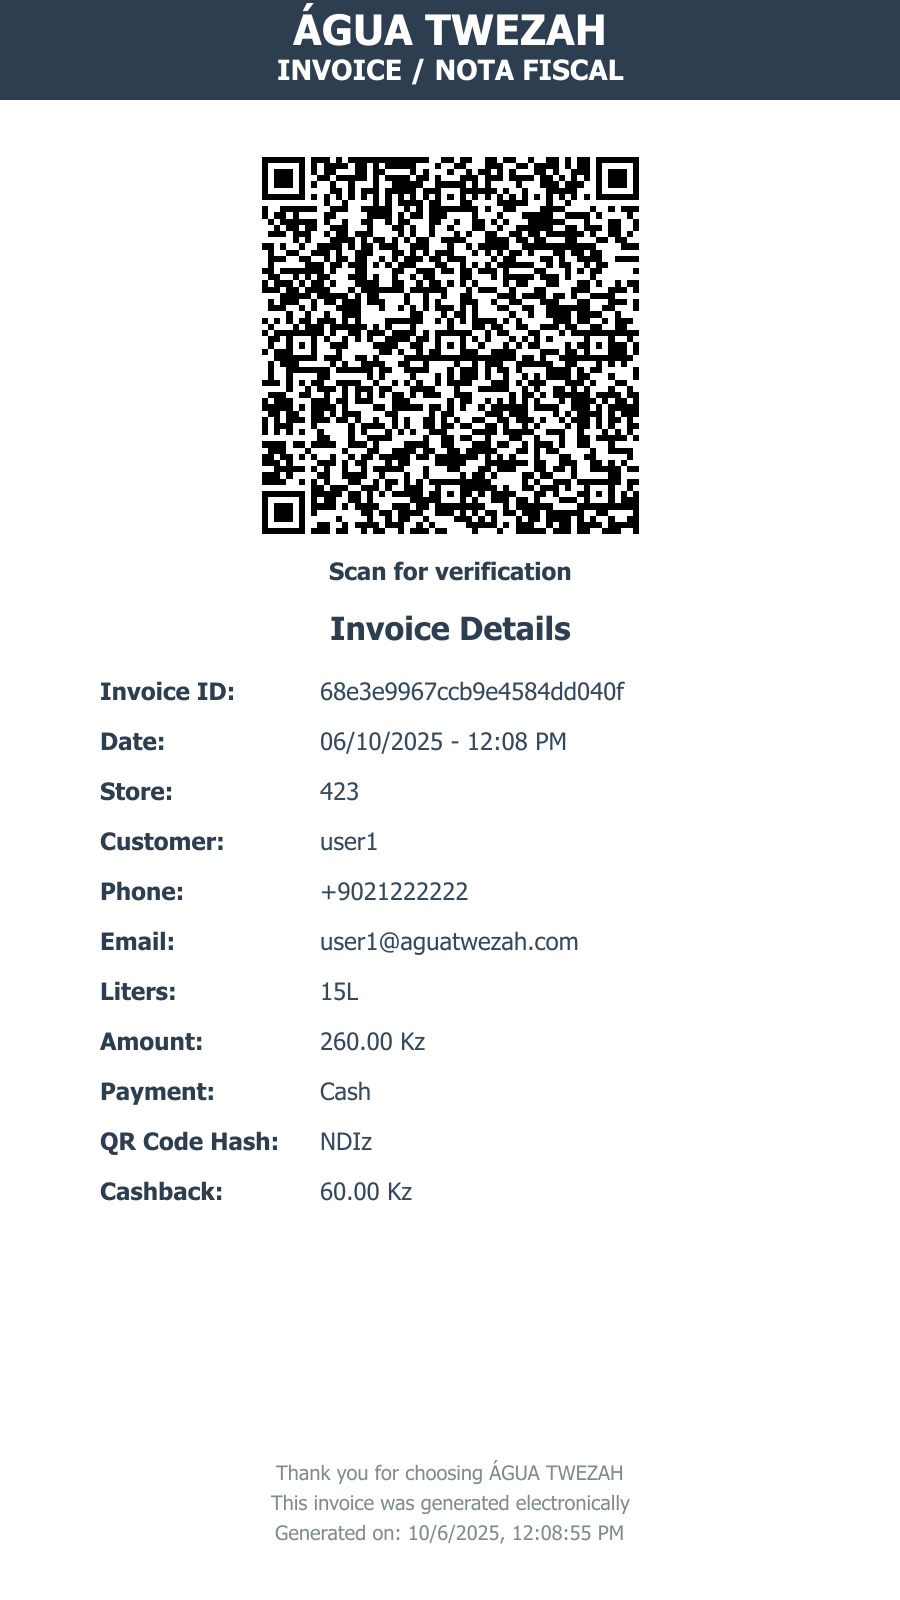 ÁGUA TWEZAH
INVOICE / NOTA FISCAL
Scan for verification
Invoice Details
Invoice ID: 68e3e9967ccb9e4584dd040f
Date: 06/10/2025 - 12:08 PM
Store: 423
Customer: user1
Phone: +9021222222
Email: user1@aguatwezah.com
Liters: 15L
Amount: 260.00 Kz
Payment: Cash
QR Code Hash: NDIz
Cashback: 60.00 Kz
Thank you for choosing ÁGUA TWEZAH
This invoice was generated electronically
Generated on: 10/6/2025, 12:08:55 PM